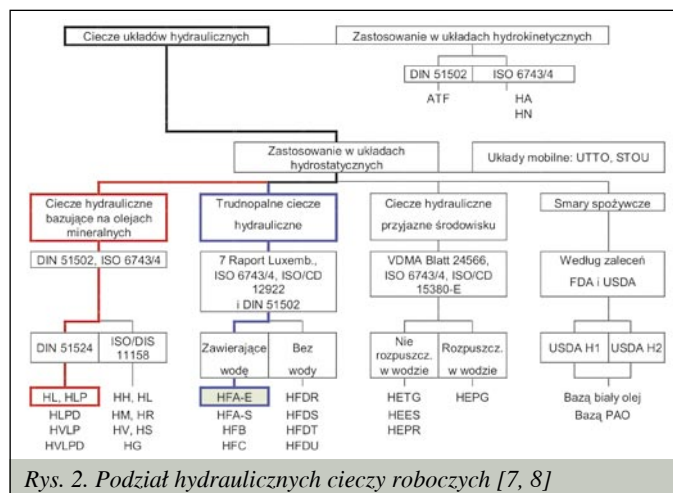 Ciecze układów hydraulicznych
Zastosowanie w układach hydrokinetycznych
DIN 51502
ISO 6743/4
ATF
HA
HN
Zastosowanie w układach
hydrostatycznych
Układy mobilne: UTTO, STOU
Ciecze hydrauliczne
bazujące na olejach
mineralnych
Trudnopalne ciecze
hydrauliczne
Ciecze hydrauliczne
przyjazne środowisku
Smary spożywcze
DIN 51502, ISO 6743/4
7 Raport Luxemb.,
ISO 6743/4, ISO/CD
12922
i DIN 51502
VDMA Blatt 24566,
ISO 6743/4, ISO/CD
15380-E
Według zaleceń
FDA i USDA
DIN 51524
ISO/DIS
11158
Zawierające
wodę
Bez
wody
Nie
rozpuszcz.
w wodzie
Rozpuszcz.
w wodzie
USDA H1
USDA H2
HL, HLP
HLPD
HVLP
HVLPD
HH, HL
HM, HR
HV, HS
HG
HFA-E
HFA-S
HFB
HFC
HFDR
HFDS
HFDT
HFDU
HETG
HEES
HEPR
HEPG
Bazą biały olej
Bazą PAO
Rys. 2. Podział hydraulicznych cieczy roboczych [7, 8]